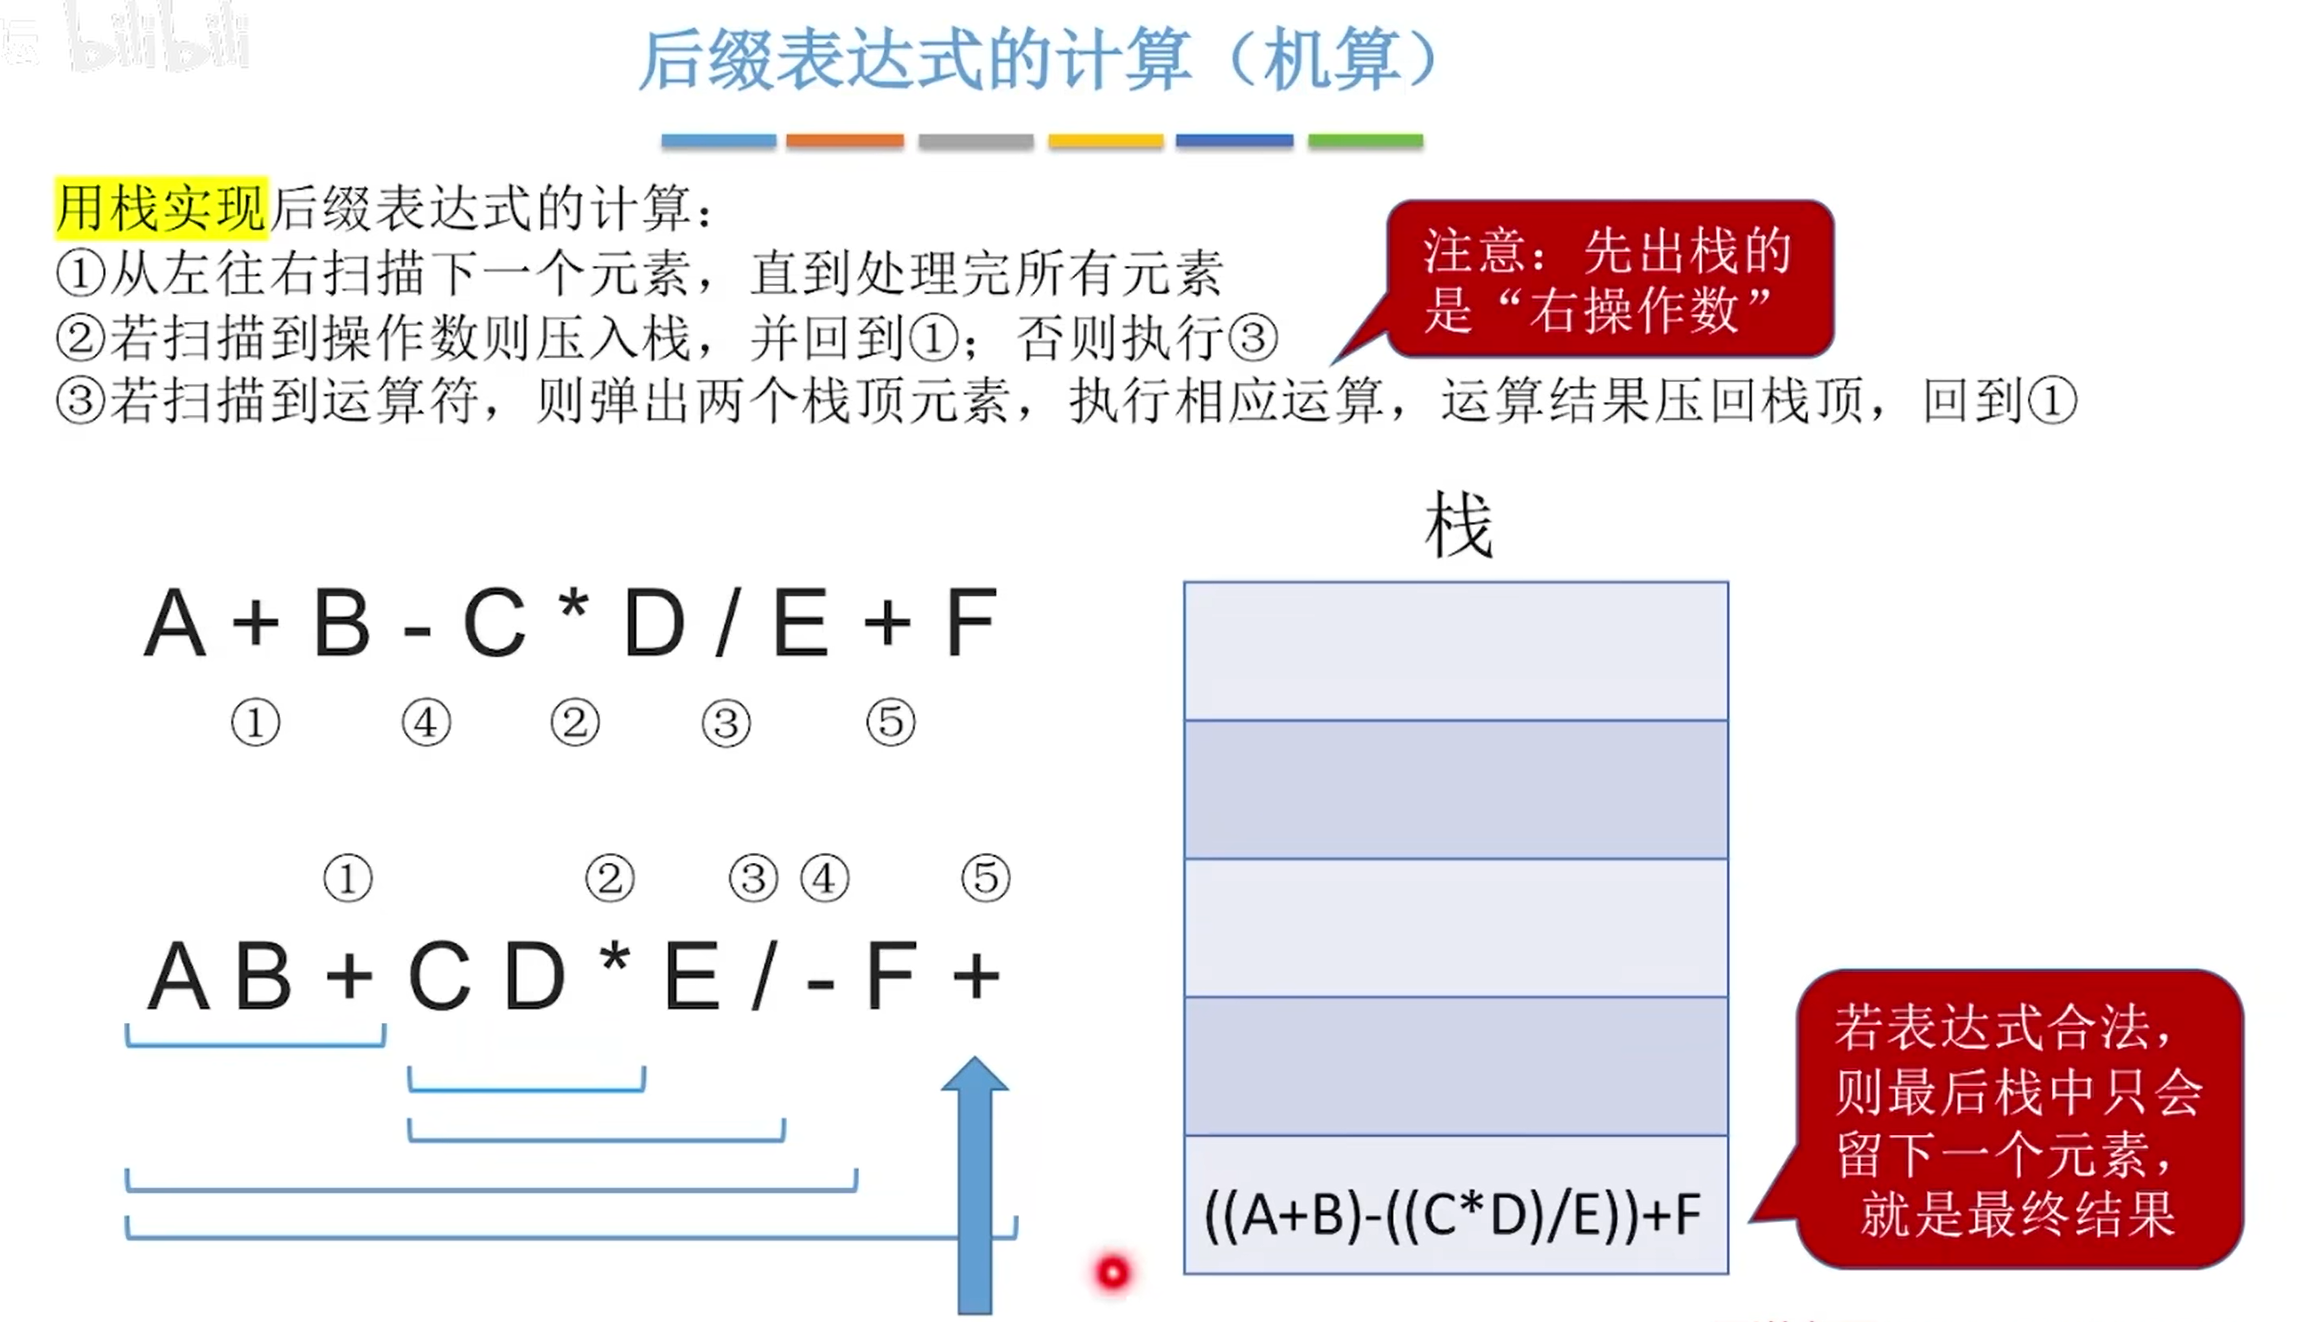 bilibili
后缀表达式的计算（机算）
用栈实现后缀表达式的计算：
①从左往右扫描下一个元素，直到处理完所有元素
②若扫描到操作数则压入栈，并回到①；否则执行③
③若扫描到运算符，则弹出两个栈顶元素，执行相应运算，运算结果压回栈顶，回到①
注意：先出栈的
是“右操作数”
栈
A + B - C * D / E + F
① ④ ② ③ ⑤
① ② ③ ④ ⑤
A B + C D * E / - F +
((A+B)-((C*D)/E))+F
若表达式合法，
则最后栈中只会
留下一个元素，
就是最终结果